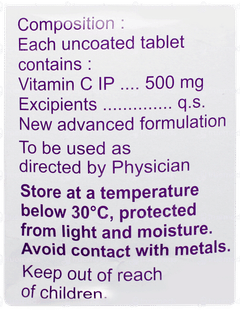 Composition :
Each uncoated tablet
contains :
Vitamin C IP .... 500 mg
Excipients .............. q.s.
New advanced formulation
To be used as
directed by Physician
Store at a temperature
below 30°C, protected
from light and moisture.
Avoid contact with metals.
Keep out of reach
of children.